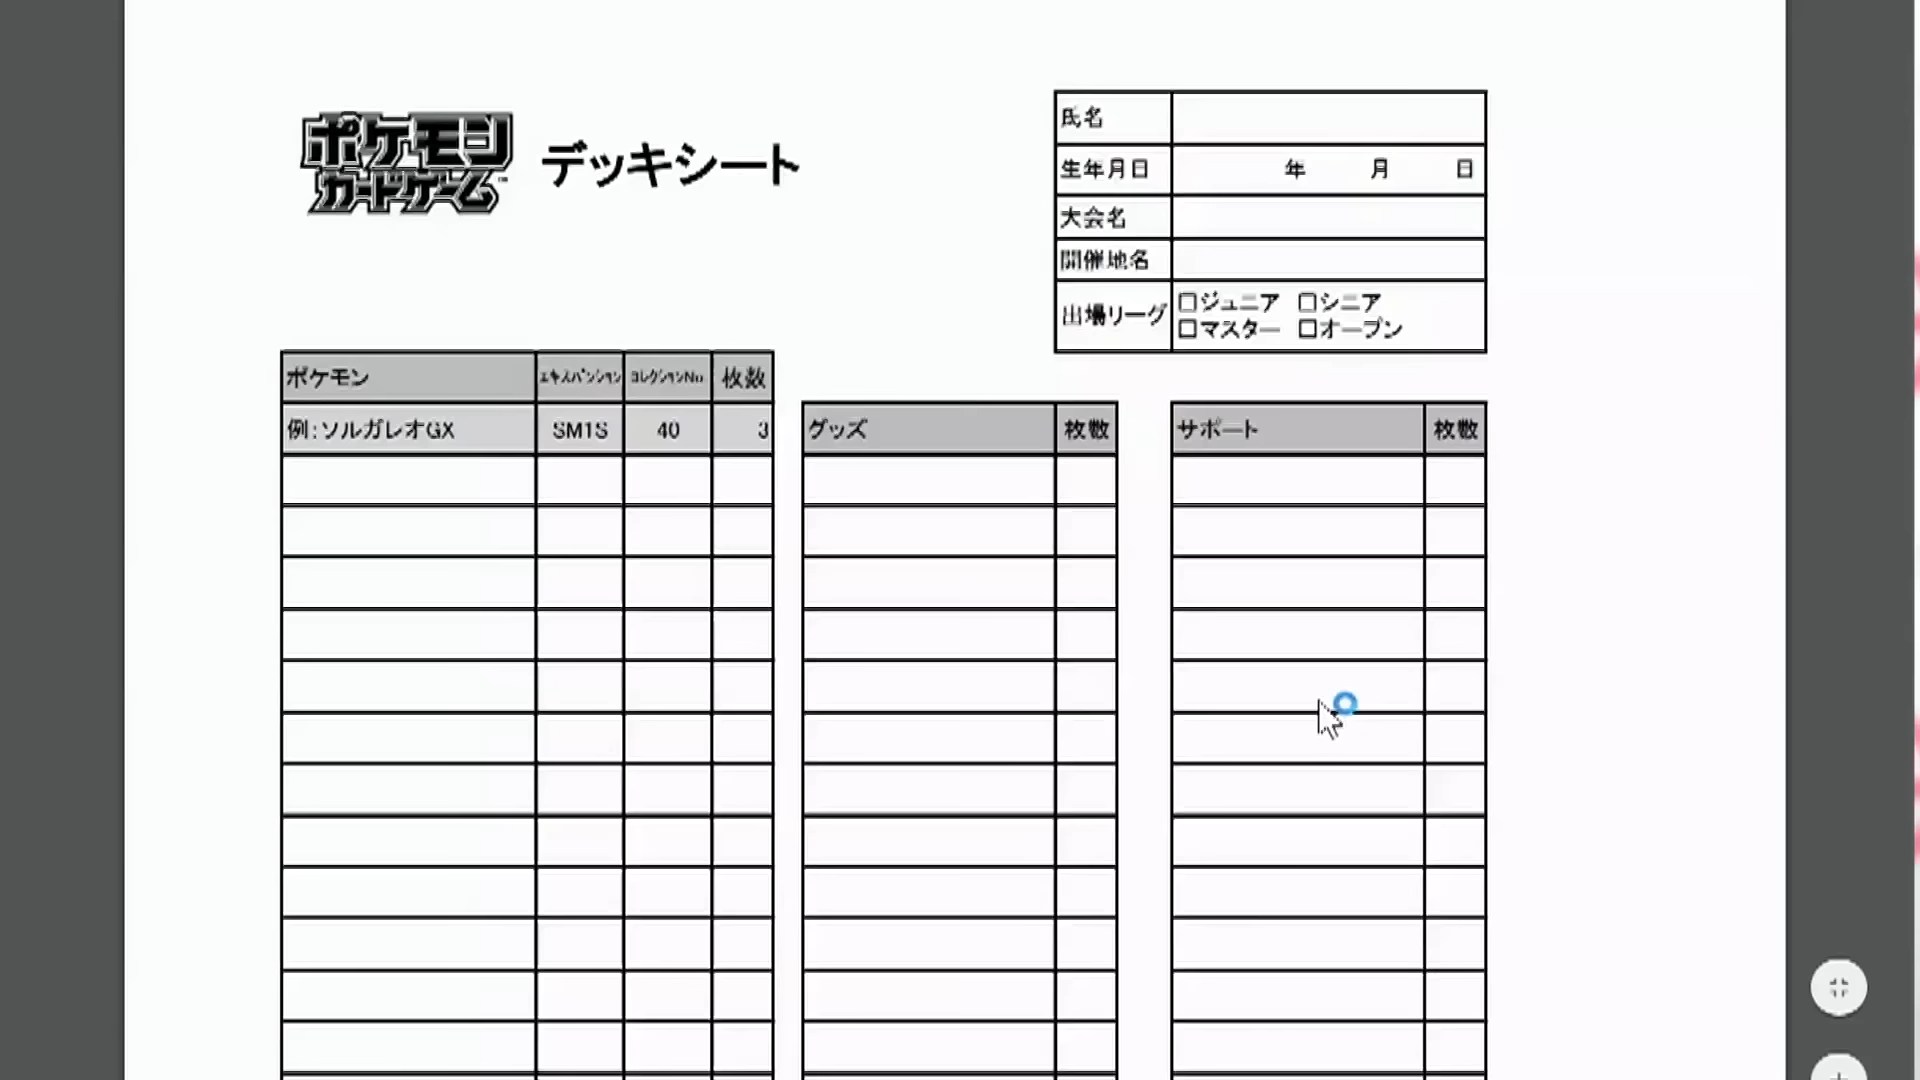 ポケモン
カードゲーム™
デッキシート
氏名
生年月日 年 月 日
大会名
開催地名
出場リーグ □ジュニア □シニア
□マスター □オープン
ポケモン エキスパンション コレクションNo 枚数
例:ソルガレオGX SM1S 40 3
グッズ 枚数
サポート 枚数